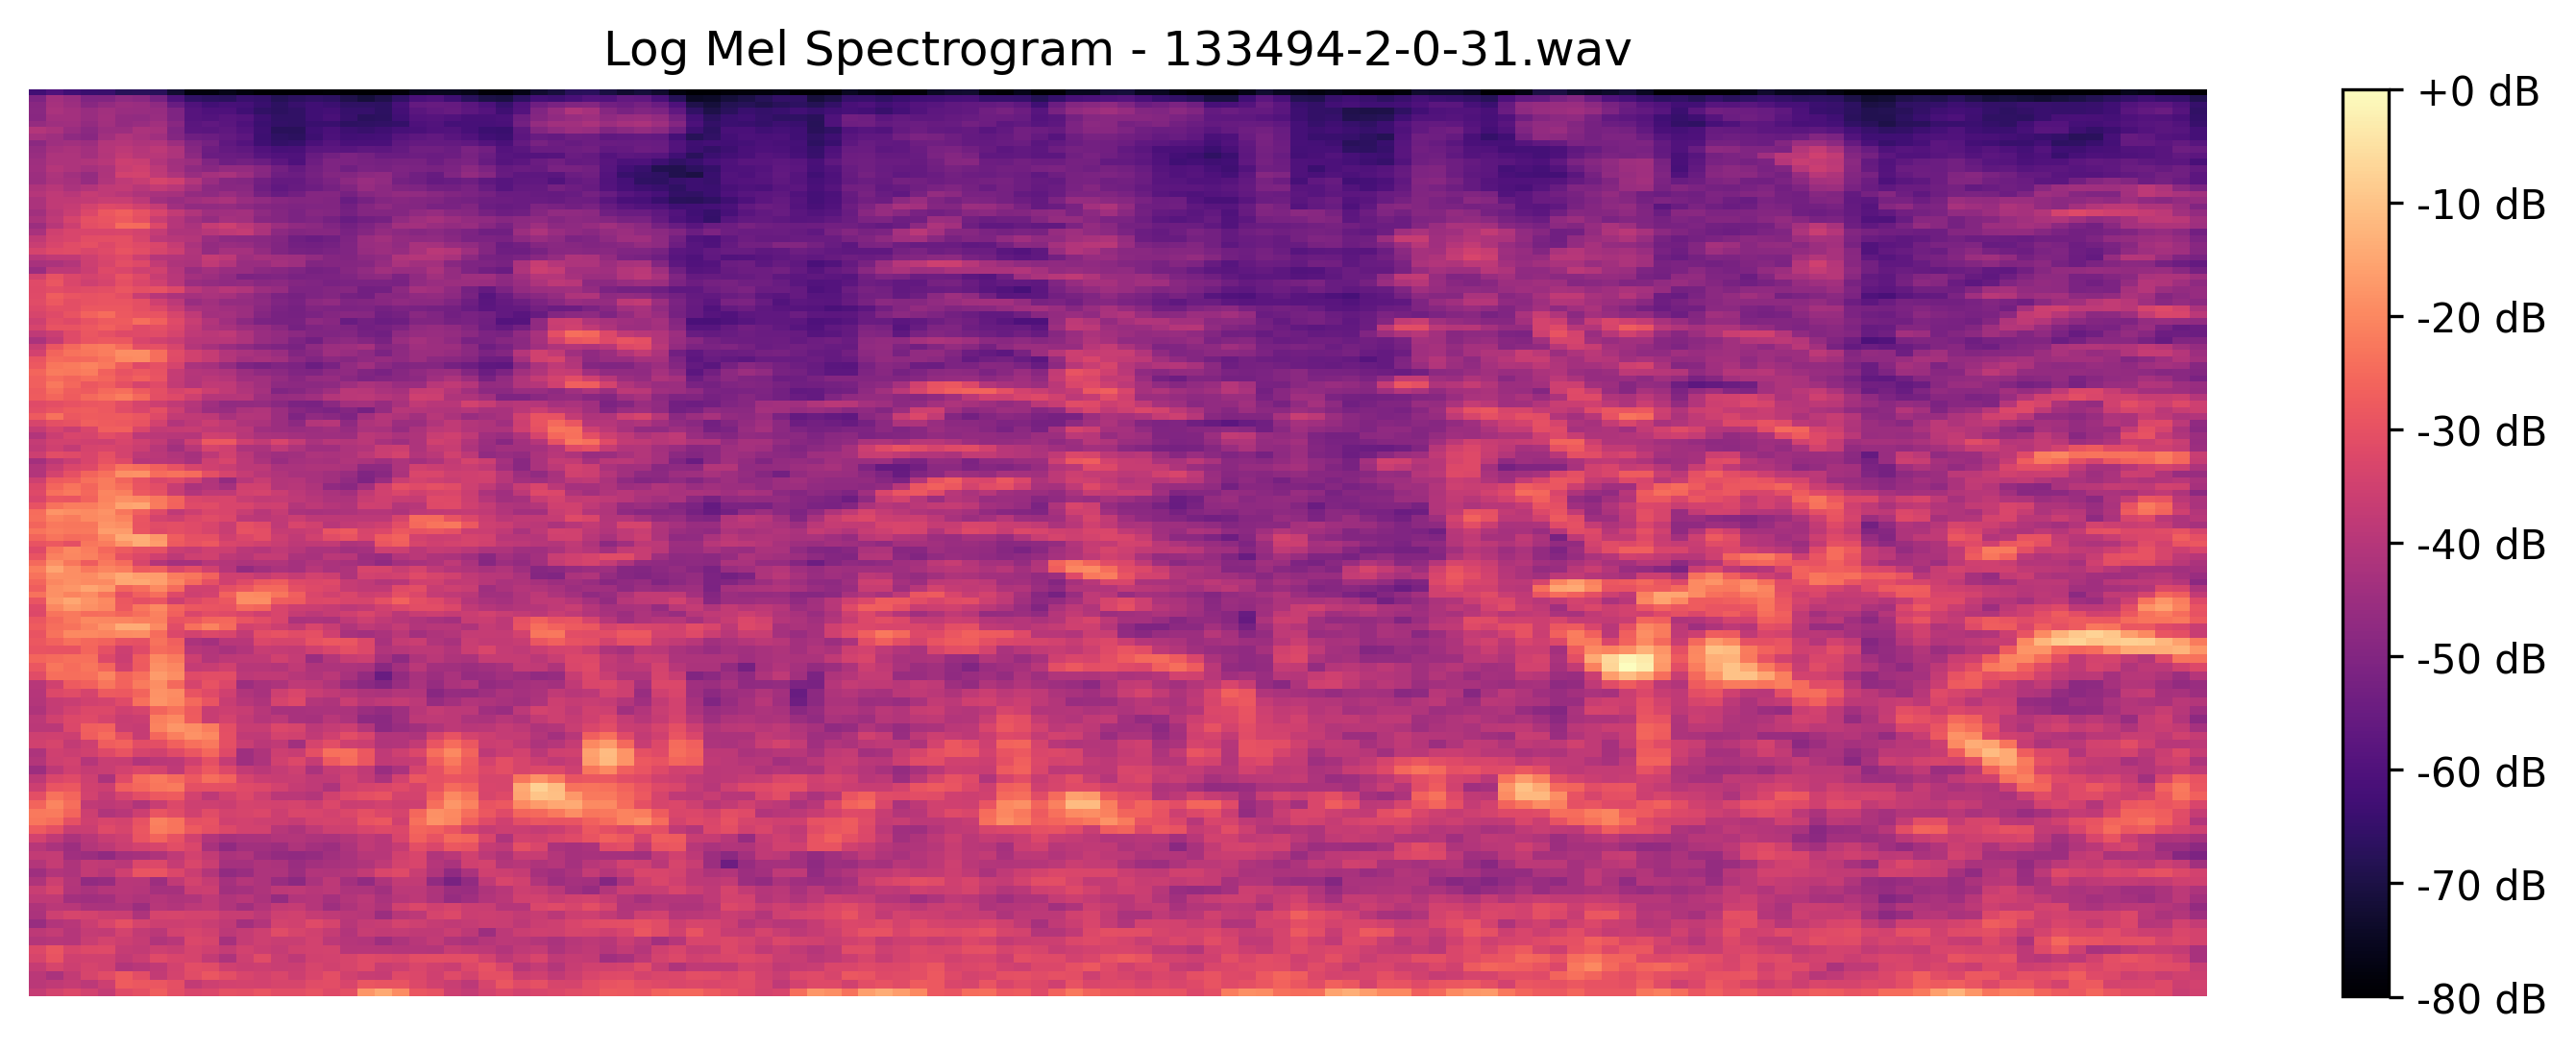 Log Mel Spectrogram - 133494-2-0-31.wav
+0 dB
-10 dB
-20 dB
-30 dB
-40 dB
-50 dB
-60 dB
-70 dB
-80 dB